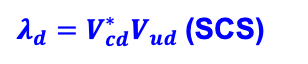 λ_d = V*_cd V_ud (SCS)